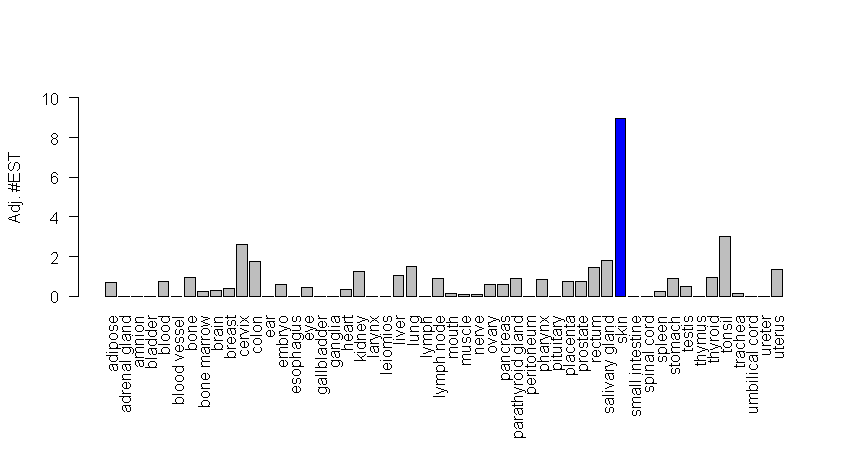 10
8
6
4
2
0
Adj. #EST
adipose
adrenal gland
amnion
bladder
blood
blood vessel
bone
bone marrow
brain
breast
cervix
colon
ear
embryo
esophagus
eye
gallbladder
ganglia
heart
kidney
larynx
leiomios
liver
lung
lymph
lymph node
mouth
muscle
nerve
ovary
pancreas
parathyroid gland
peritoneum
pharynx
pituitary
placenta
prostate
rectum
salivary gland
skin
small intestine
spinal cord
spleen
stomach
testis
thymus
thyroid
tonsil
trachea
umbilical cord
ureter
uterus